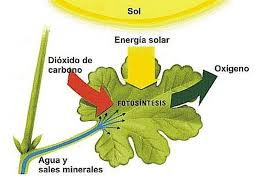 Sol
Energía solar
Dióxido de
carbono
Oxígeno
FOTOSÍNTESIS
Agua y
sales minerales